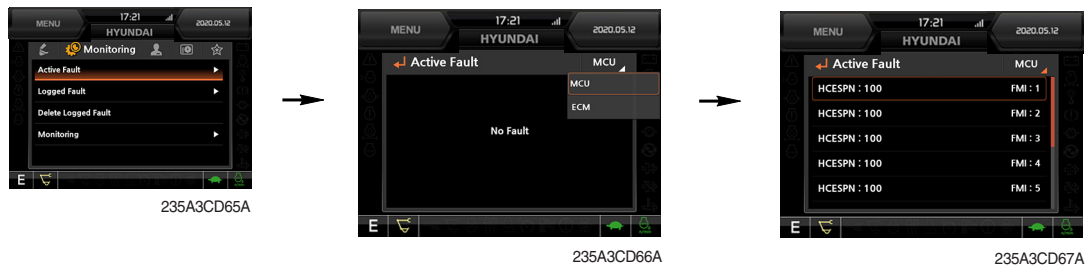 MENU
17:21
2020.05.12
HYUNDAI
Monitoring
Active Fault
Logged Fault
Delete Logged Fault
Monitoring
E
235A3CD65A
MENU
17:21
2020.05.12
HYUNDAI
Active Fault
MCU
MCU
ECM
No Fault
E
235A3CD66A
MENU
17:21
2020.05.12
HYUNDAI
Active Fault
MCU
HCESPN : 100 FMI : 1
HCESPN : 100 FMI : 2
HCESPN : 100 FMI : 3
HCESPN : 100 FMI : 4
HCESPN : 100 FMI : 5
E
235A3CD67A